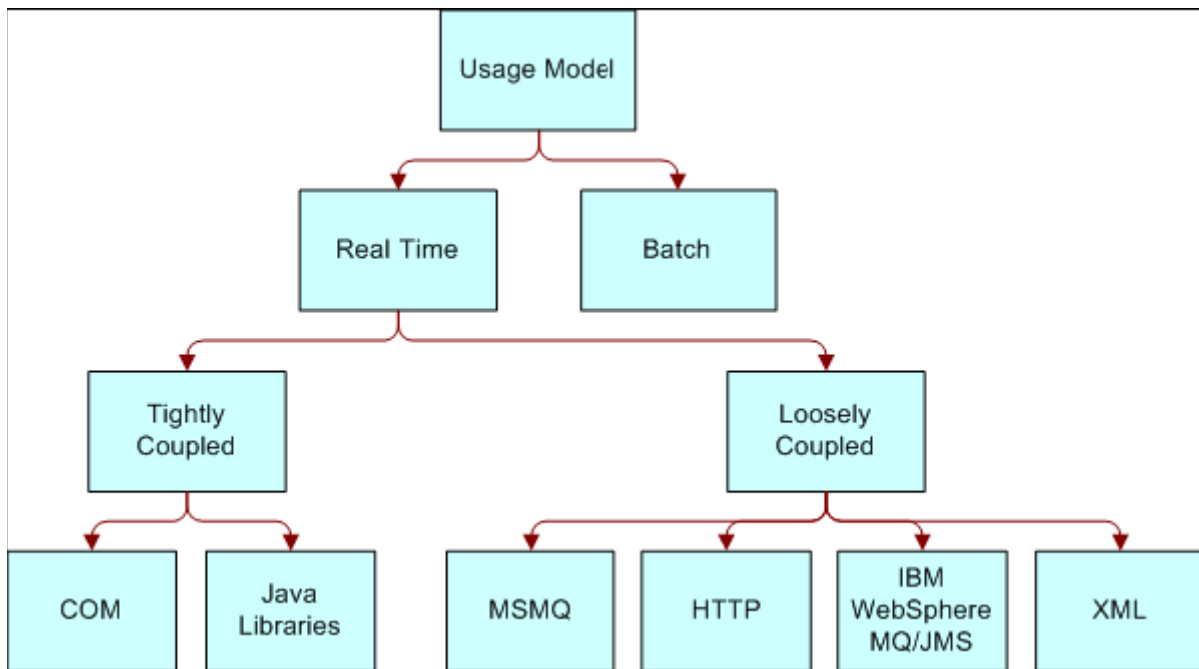 Usage Model
Real Time
Batch
Tightly
Coupled
Loosely
Coupled
COM
Java
Libraries
MSMQ
HTTP
IBM
WebSphere
MQ/JMS
XML